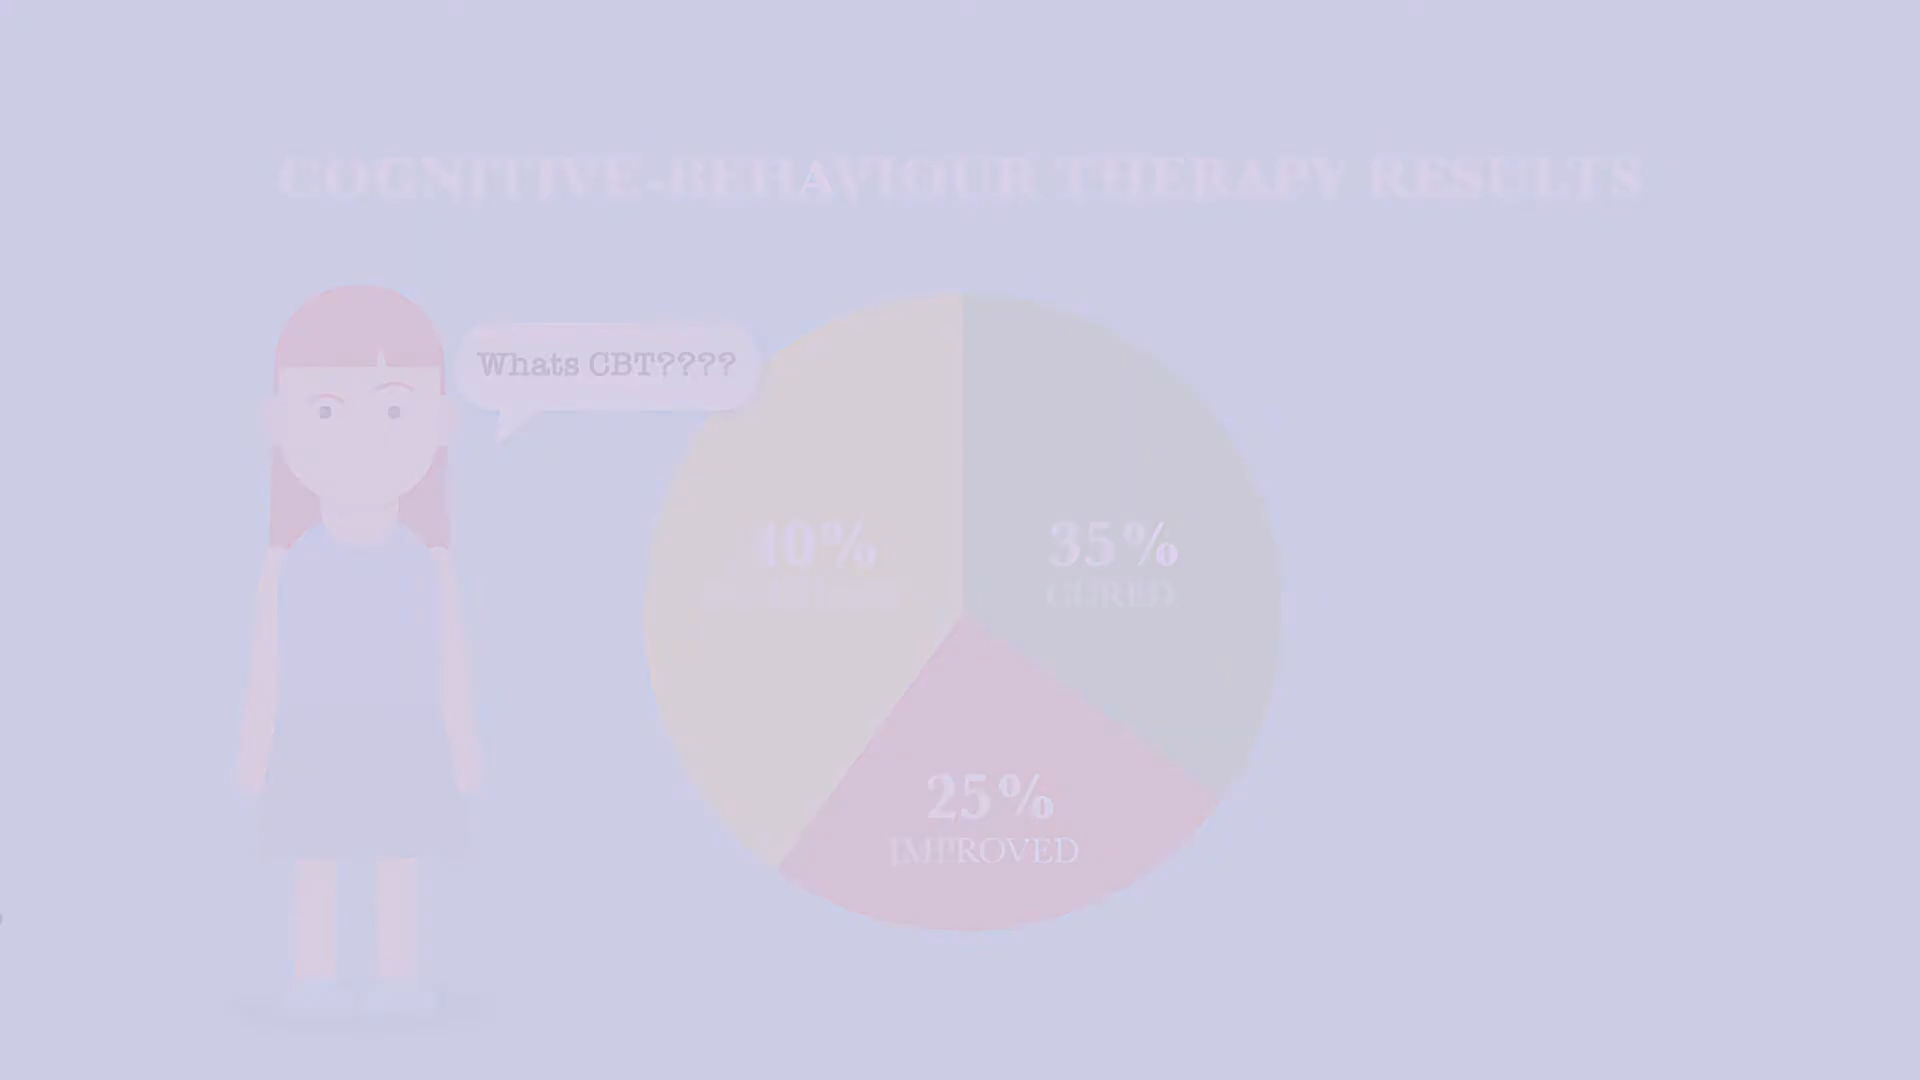 COGNITIVE-BEHAVIOUR THERAPY RESULTS
Whats CBT????
40%
35%
CURED
25%
IMPROVED